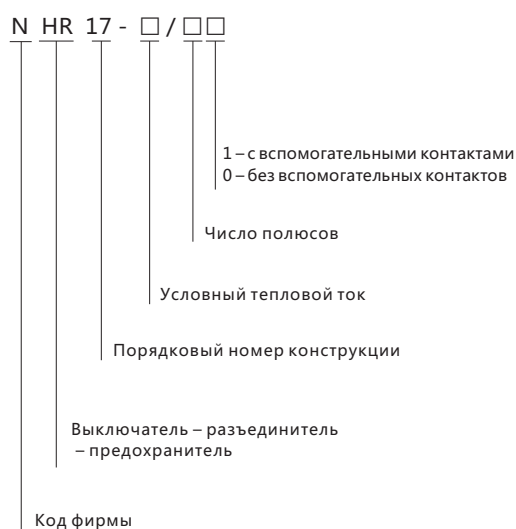 N HR 17 - □ / □□
1 – с вспомогательными контактами
0 – без вспомогательных контактов
Число полюсов
Условный тепловой ток
Порядковый номер конструкции
Выключатель – разъединитель
– предохранитель
Код фирмы